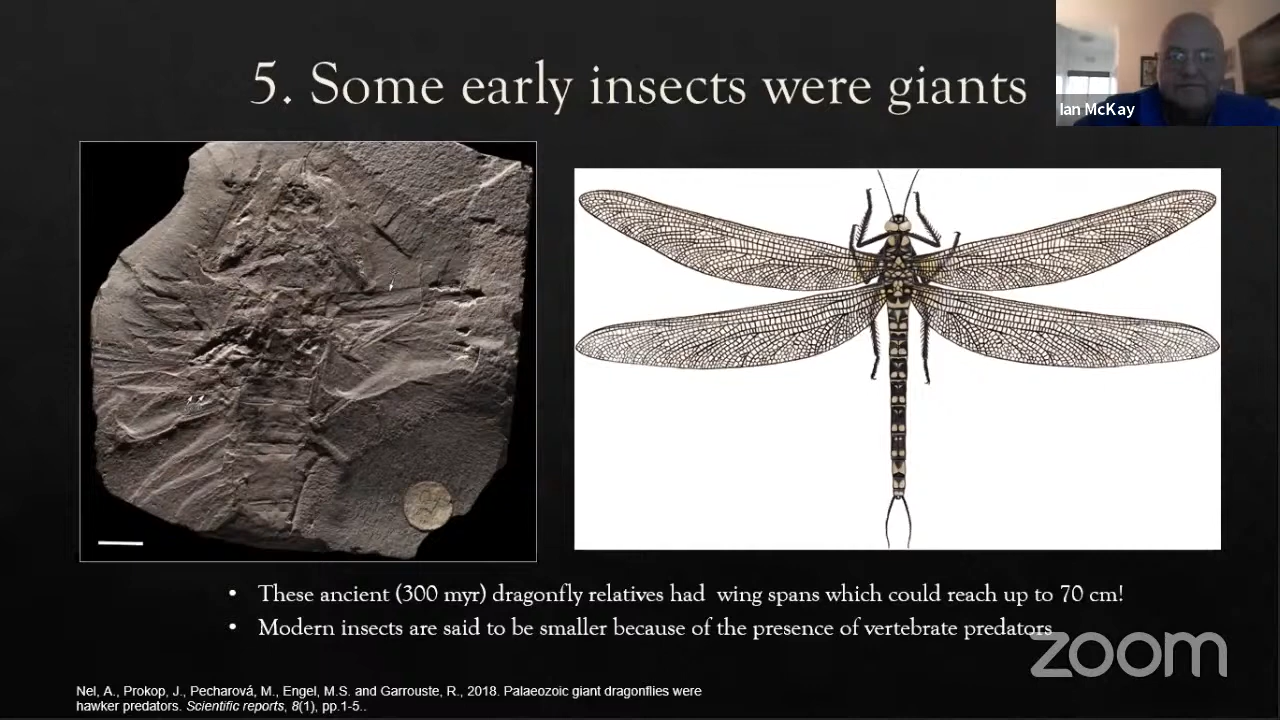 5. Some early insects were giants
Ian McKay
• These ancient (300 myr) dragonfly relatives had wing spans which could reach up to 70 cm!
• Modern insects are said to be smaller because of the presence of vertebrate predators
zoom
Nel, A., Prokop, J., Pecharová, M., Engel, M.S. and Garrouste, R., 2018. Palaeozoic giant dragonflies were
hawker predators. Scientific reports, 8(1), pp.1-5..